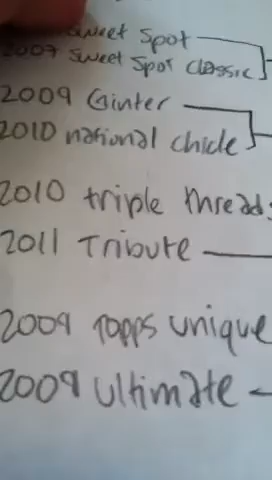 Sweet Spot
2007 Sweet Spot Classic
2009 Ginter
2010 national chicle
2010 triple threads
2011 Tribute
2009 Topps unique
2009 ultimate